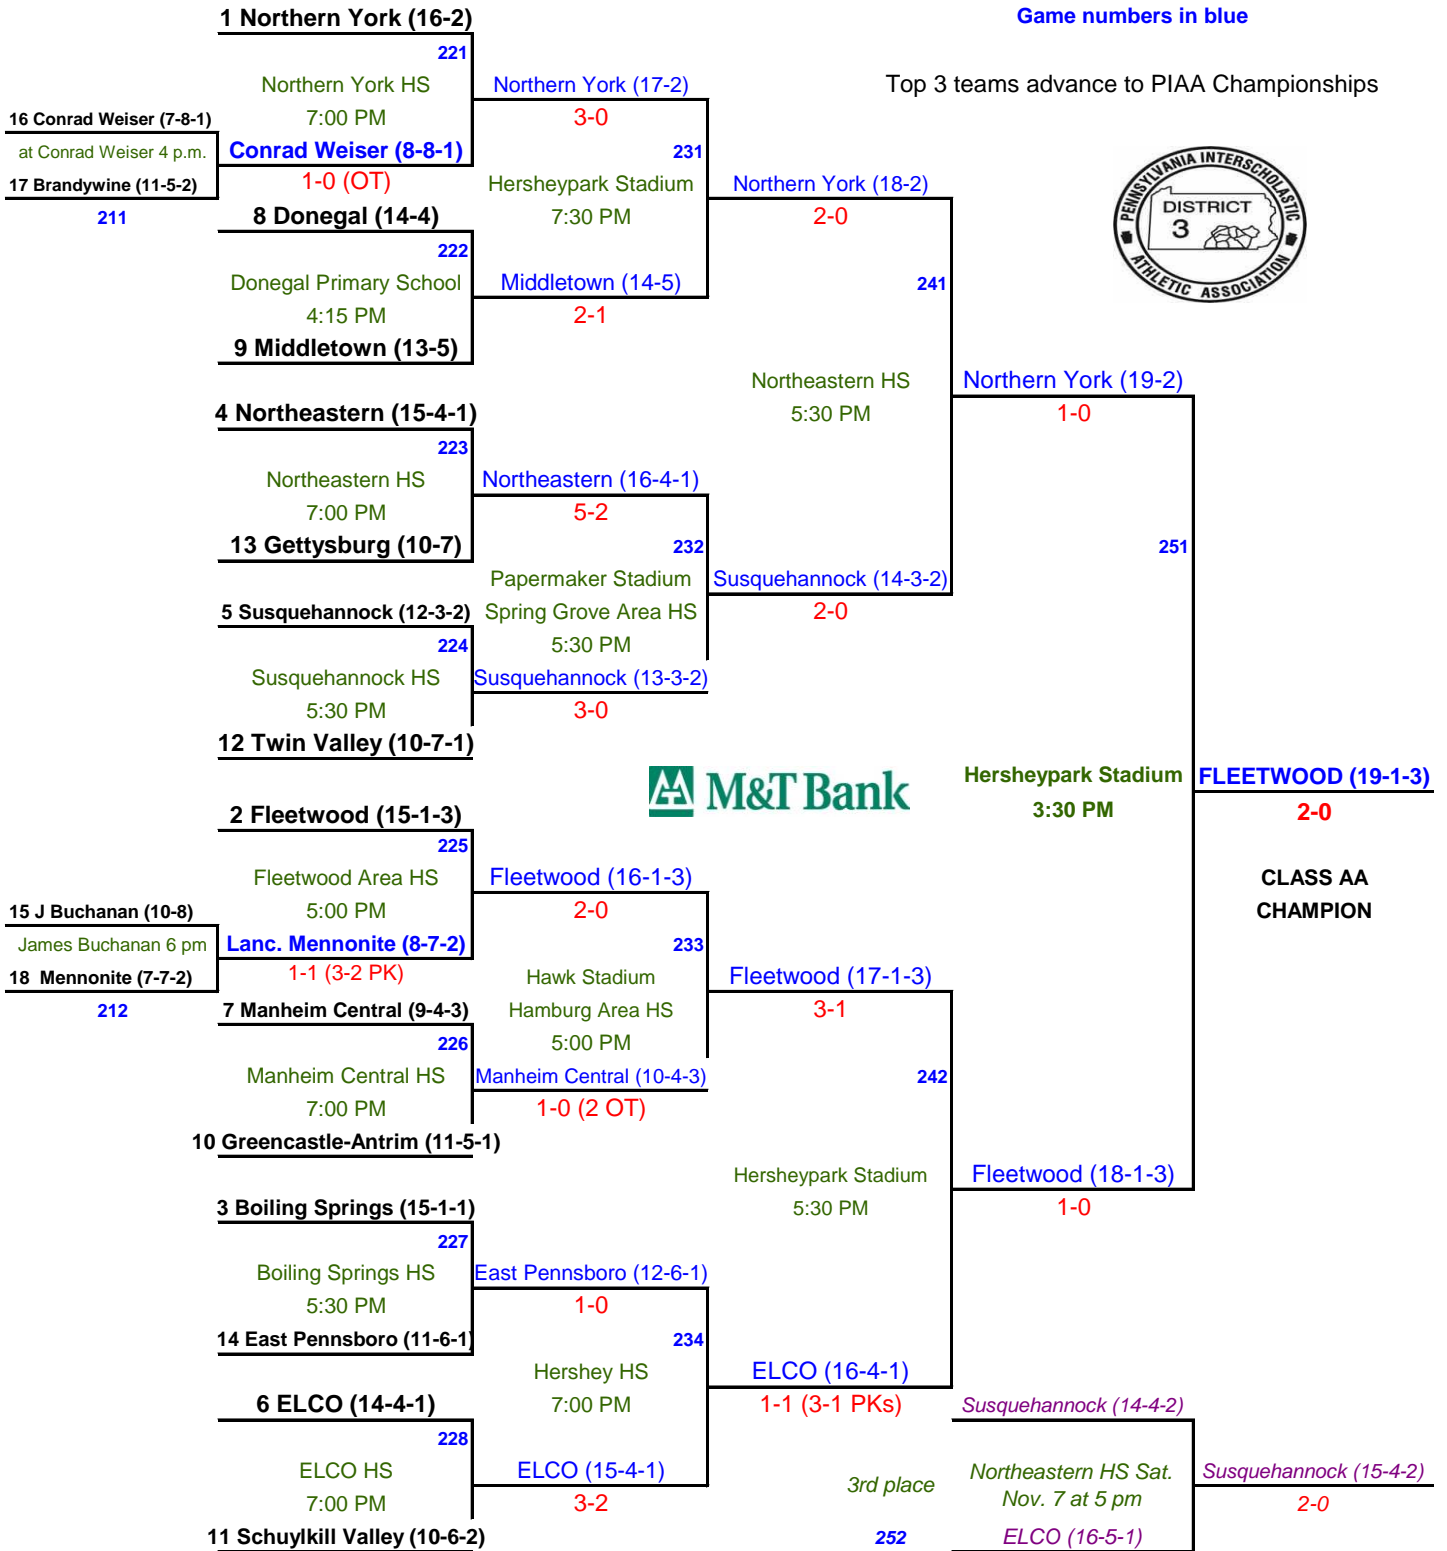 1 Northern York (16-2)
Game numbers in blue
221
Northern York HS
Northern York (17-2)
Top 3 teams advance to PIAA Championships
16 Conrad Weiser (7-8-1)
7:00 PM
3-0
at Conrad Weiser 4 p.m.
Conrad Weiser (8-8-1)
231
PENNSYLVANIA INTERSCHOLASTIC
ATHLETIC ASSOCIATION
DISTRICT
3
17 Brandywine (11-5-2)
1-0 (OT)
Hersheypark Stadium
Northern York (18-2)
211
8 Donegal (14-4)
7:30 PM
2-0
222
Donegal Primary School
Middletown (14-5)
241
4:15 PM
2-1
9 Middletown (13-5)
Northeastern HS
Northern York (19-2)
4 Northeastern (15-4-1)
5:30 PM
1-0
223
Northeastern HS
Northeastern (16-4-1)
7:00 PM
5-2
13 Gettysburg (10-7)
232
251
Papermaker Stadium
Susquehannock (14-3-2)
5 Susquehannock (12-3-2)
Spring Grove Area HS
2-0
224
5:30 PM
Susquehannock HS
Susquehannock (13-3-2)
5:30 PM
3-0
12 Twin Valley (10-7-1)
M&T Bank
Hersheypark Stadium
FLEETWOOD (19-1-3)
2 Fleetwood (15-1-3)
3:30 PM
2-0
225
Fleetwood Area HS
Fleetwood (16-1-3)
CLASS AA
15 J Buchanan (10-8)
5:00 PM
2-0
CHAMPION
James Buchanan 6 pm
Lanc. Mennonite (8-7-2)
233
18 Mennonite (7-7-2)
1-1 (3-2 PK)
Hawk Stadium
Fleetwood (17-1-3)
212
7 Manheim Central (9-4-3)
Hamburg Area HS
3-1
226
5:00 PM
Manheim Central HS
Manheim Central (10-4-3)
242
7:00 PM
1-0 (2 OT)
10 Greencastle-Antrim (11-5-1)
Hersheypark Stadium
Fleetwood (18-1-3)
3 Boiling Springs (15-1-1)
5:30 PM
1-0
227
Boiling Springs HS
East Pennsboro (12-6-1)
5:30 PM
1-0
14 East Pennsboro (11-6-1)
234
Hershey HS
ELCO (16-4-1)
6 ELCO (14-4-1)
7:00 PM
1-1 (3-1 PKs)
Susquehannock (14-4-2)
228
ELCO HS
ELCO (15-4-1)
3rd place
Northeastern HS Sat.
Susquehannock (15-4-2)
7:00 PM
3-2
Nov. 7 at 5 pm
2-0
11 Schuylkill Valley (10-6-2)
252
ELCO (16-5-1)